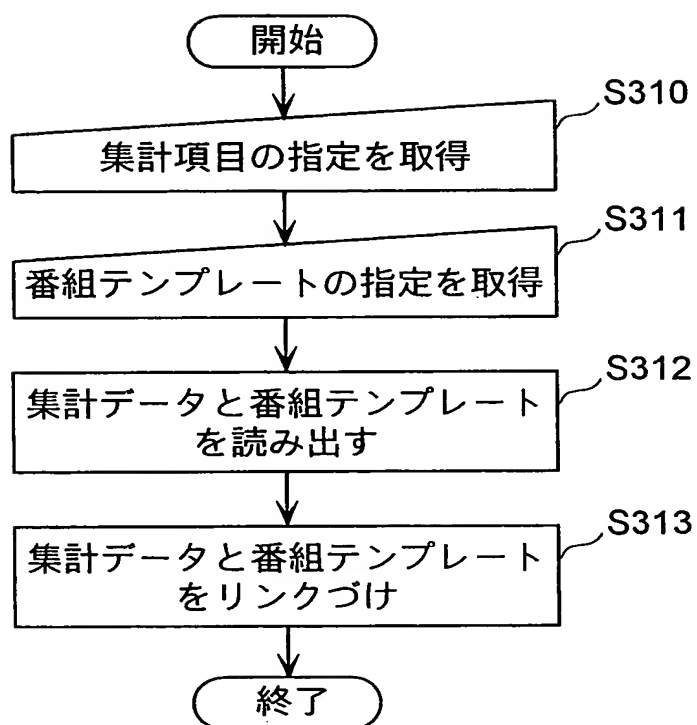 開始
S310
集計項目の指定を取得
S311
番組テンプレートの指定を取得
S312
集計データと番組テンプレート
を読み出す
S313
集計データと番組テンプレート
をリンクづけ
終了